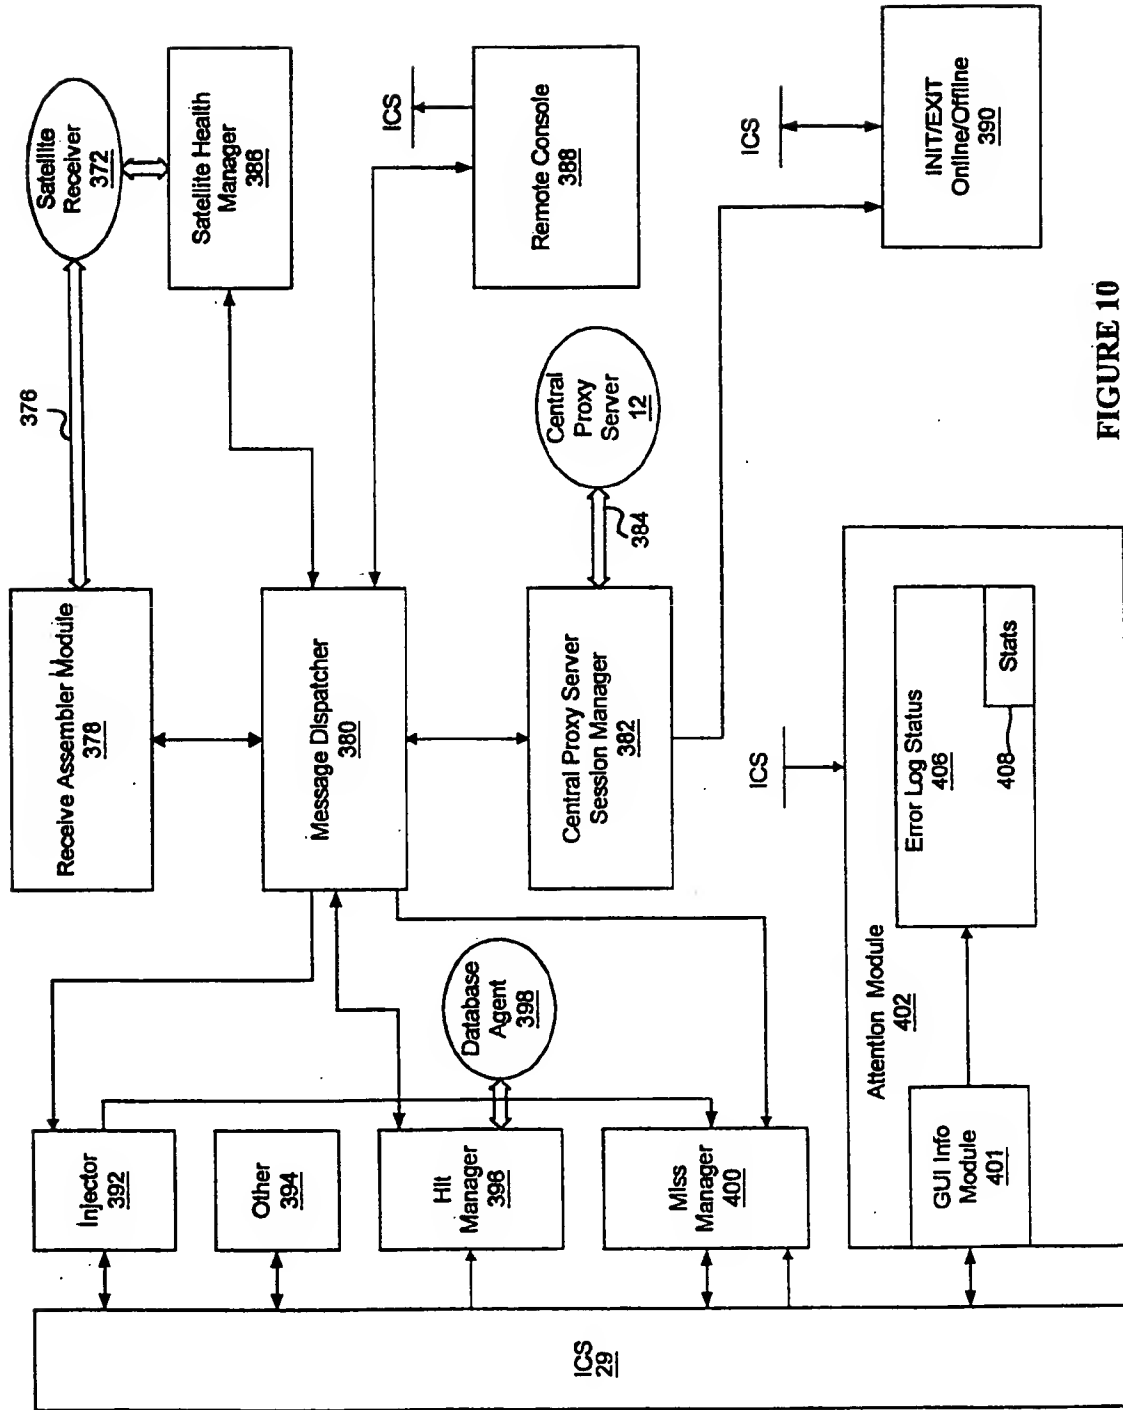 Satellite
Receiver
372
376
Receive Assembler Module
378
Satellite Health
Manager
386
Message Dispatcher
380
ICS
Remote Console
388
Central
Proxy
Server
12
384
Central Proxy Server
Session Manager
382
ICS
INIT/EXIT
Online/Offline
390
Injector
392
Other
394
Database
Agent
398
Hit
Manager
396
Miss
Manager
400
ICS
Attention Module
402
Error Log Status
406
Stats
408
GUI Info
Module
401
ICS
29
FIGURE 10